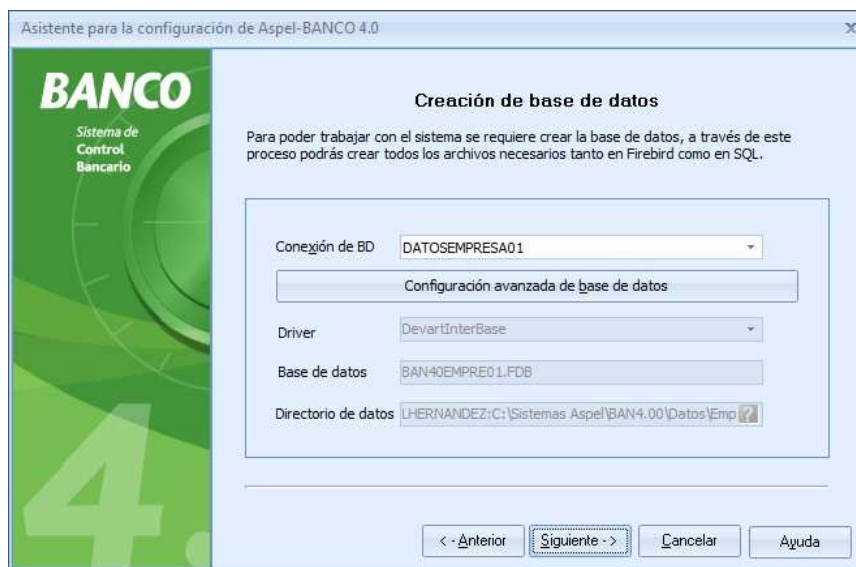 Asistente para la configuración de Aspel-BANCO 4.0
BANCO
Sistema de
Control
Bancario
Creación de base de datos
Para poder trabajar con el sistema se requiere crear la base de datos, a través de este
proceso podrás crear todos los archivos necesarios tanto en Firebird como en SQL.
Conexión de BD
DATOSEMPRESA01
Configuración avanzada de base de datos
Driver
DevartInterBase
Base de datos
BAN40EMPRE01.FDB
Directorio de datos
LHERNANDEZ:C:\Sistemas Aspel\BAN4.00\Datos\Emp
?
4.
< - Anterior
Siguiente - >
Cancelar
Ayuda